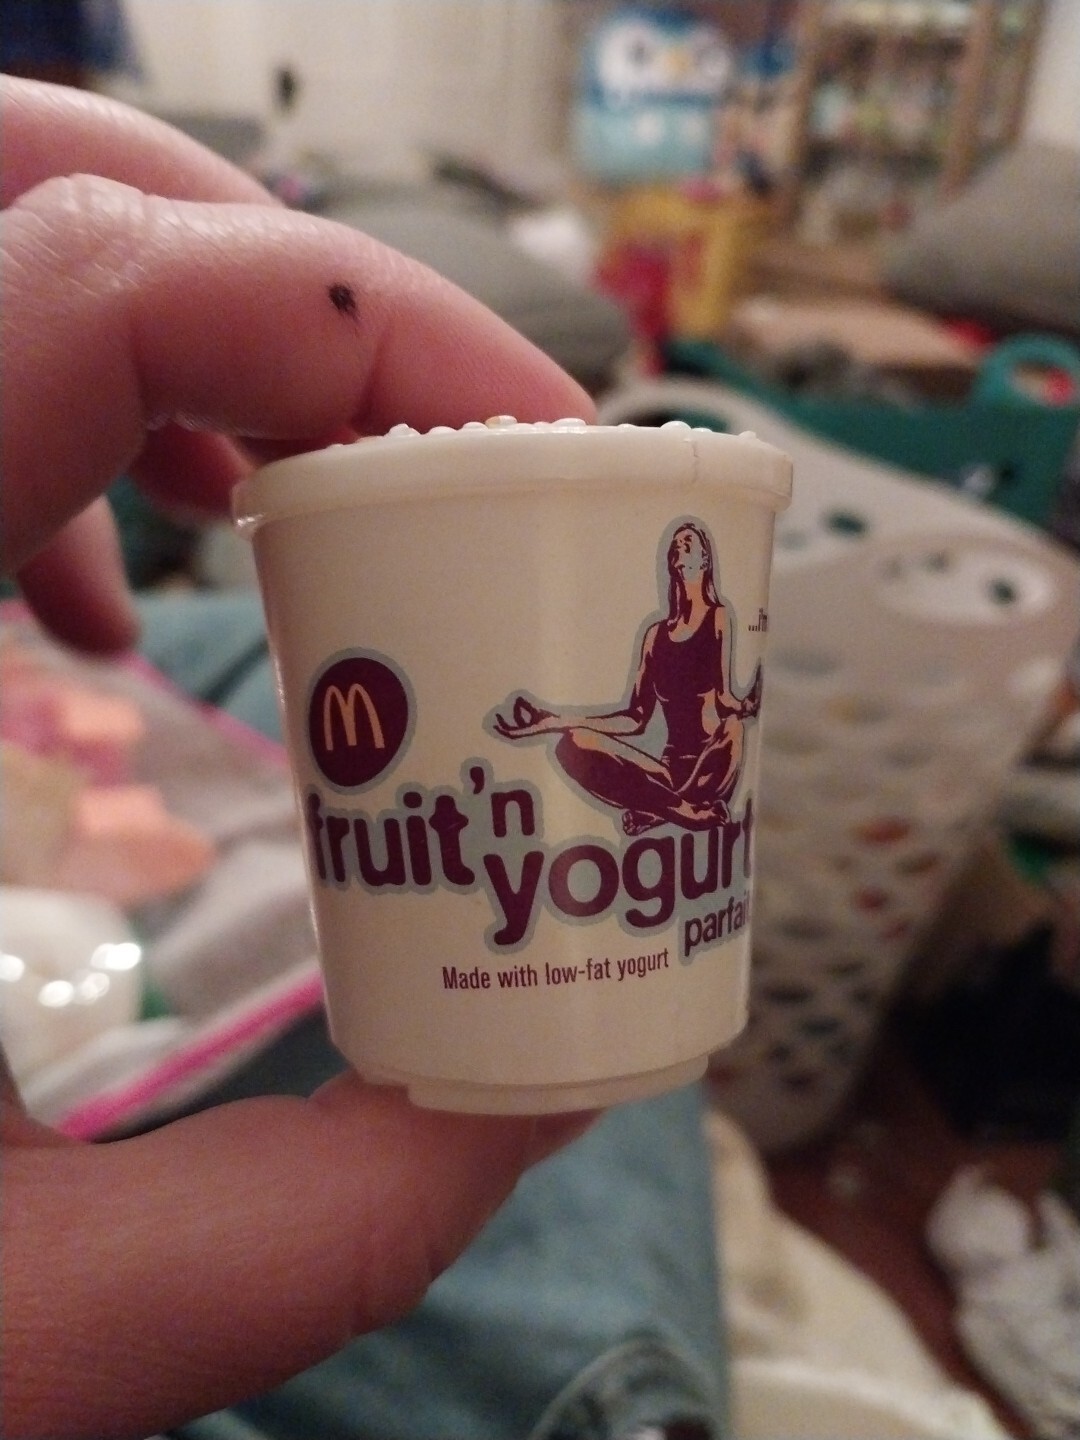 M
fruit 'n
yogurt
parfait
Made with low-fat yogurt